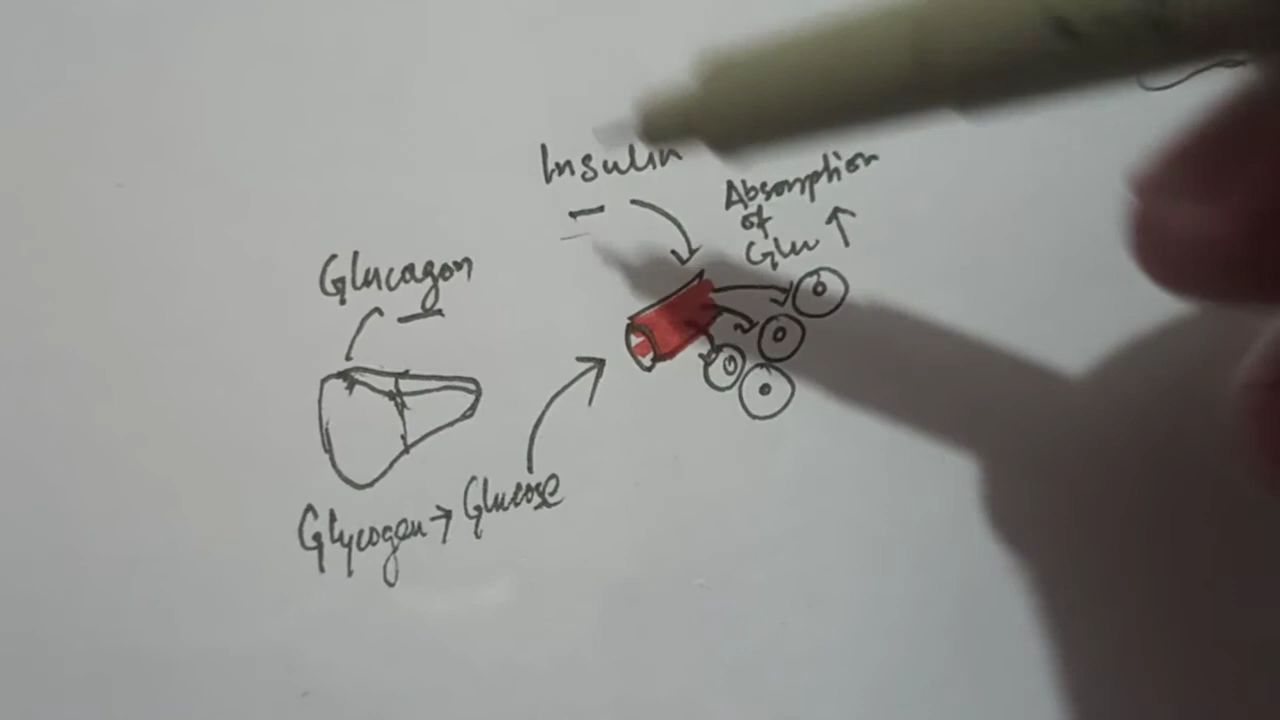 Insulin
Absorption
of
Glu ↑
Glucagon
Glycogen → Glucose